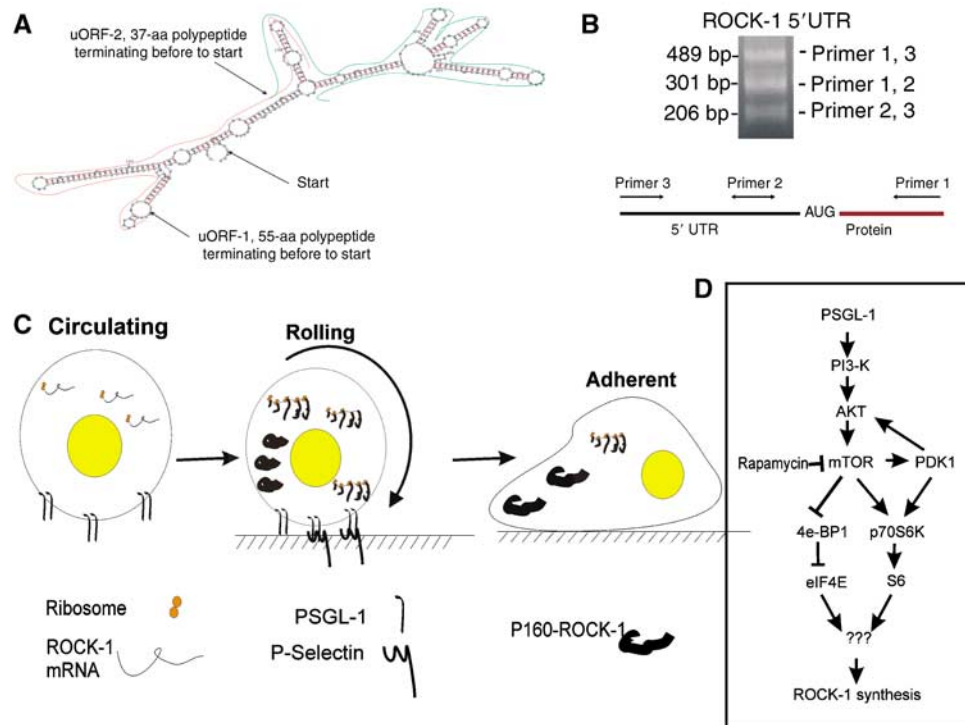 A
uORF-2, 37-aa polypeptide
terminating before to start
Start
uORF-1, 55-aa polypeptide
terminating before to start
B
ROCK-1 5′UTR
489 bp- - Primer 1, 3
301 bp- - Primer 1, 2
206 bp- - Primer 2, 3
Primer 3 Primer 2 Primer 1
AUG
5′ UTR Protein
C
Circulating
Rolling
Adherent
Ribosome
ROCK-1
mRNA
PSGL-1
P-Selectin
P160-ROCK-1
D
PSGL-1
PI3-K
AKT
Rapamycin mTOR PDK1
4e-BP1 p70S6K
eIF4E S6
???
ROCK-1 synthesis